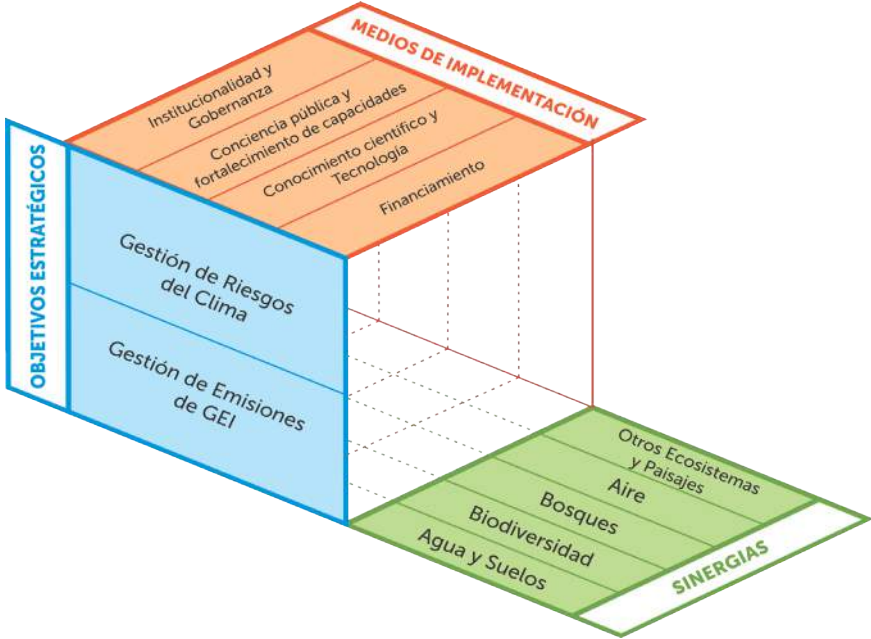 MEDIOS DE IMPLEMENTACIÓN
Institucionalidad y
Gobernanza
Conciencia pública y
fortalecimiento de capacidades
Conocimiento científico y
Tecnología
Financiamiento
OBJETIVOS ESTRATÉGICOS
Gestión de Riesgos
del Clima
Gestión de Emisiones
de GEI
Otros Ecosistemas
y Paisajes
Aire
Bosques
Biodiversidad
Agua y Suelos
SINERGIAS